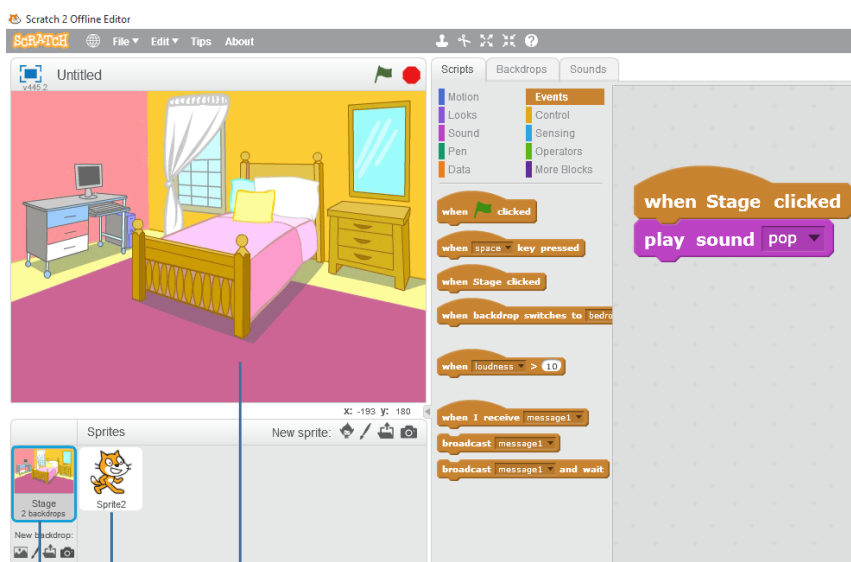 Scratch 2 Offline Editor
SCRATCH File Edit Tips About
Untitled
v445.2
Scripts Backdrops Sounds
Motion Events
Looks Control
Sound Sensing
Pen Operators
Data More Blocks
when clicked
when space key pressed
when Stage clicked
when backdrop switches to bedro
when loudness > 10
when I receive message1
broadcast message1
broadcast message1 and wait
when Stage clicked
play sound pop
X: -193 Y: 180
Sprites New sprite:
Stage
2 backdrops
Sprite2
New backdrop: